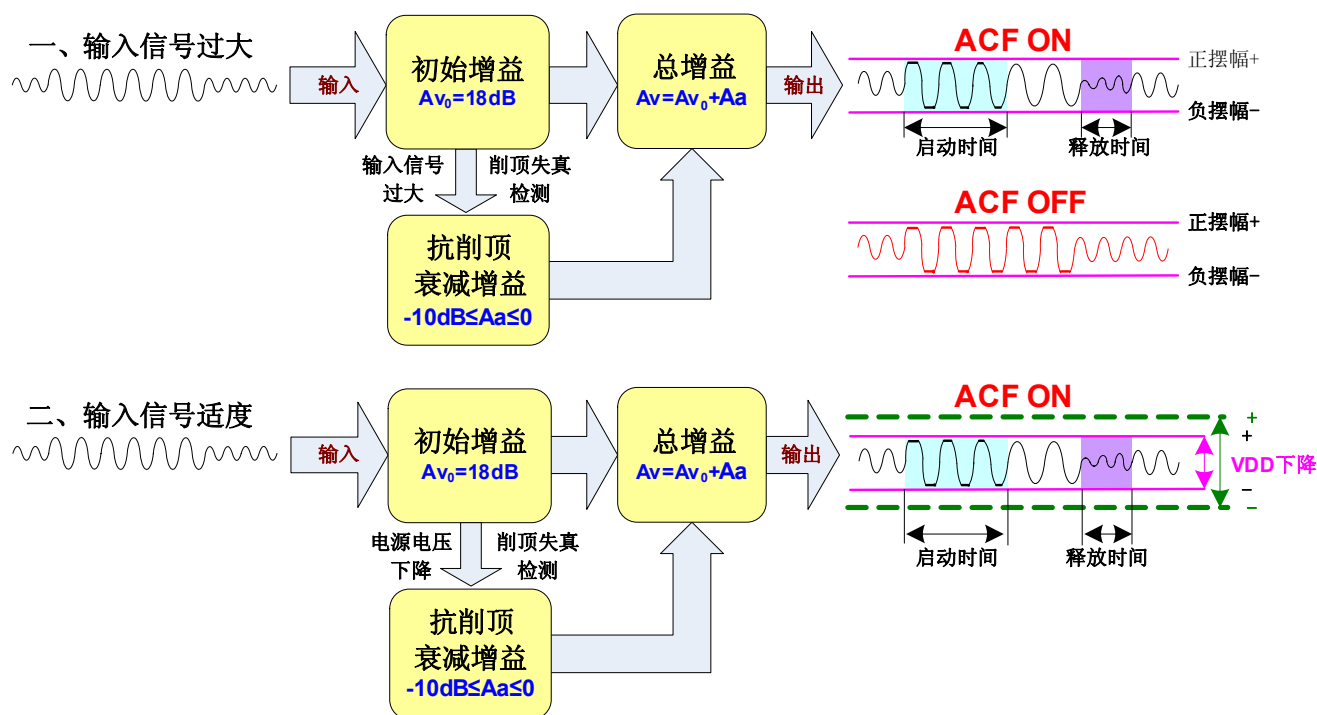 一、输入信号过大
输入
初始增益
Av₀=18dB
总增益
Av=Av₀+Aa
输出
ACF ON
正摆幅+
负摆幅−
启动时间
释放时间
输入信号
过大
削顶失真
检测
抗削顶
衰减增益
-10dB≤Aa≤0
ACF OFF
正摆幅+
负摆幅−
二、输入信号适度
输入
初始增益
Av₀=18dB
总增益
Av=Av₀+Aa
输出
ACF ON
+
+
VDD下降
−
−
启动时间
释放时间
电源电压
下降
削顶失真
检测
抗削顶
衰减增益
-10dB≤Aa≤0